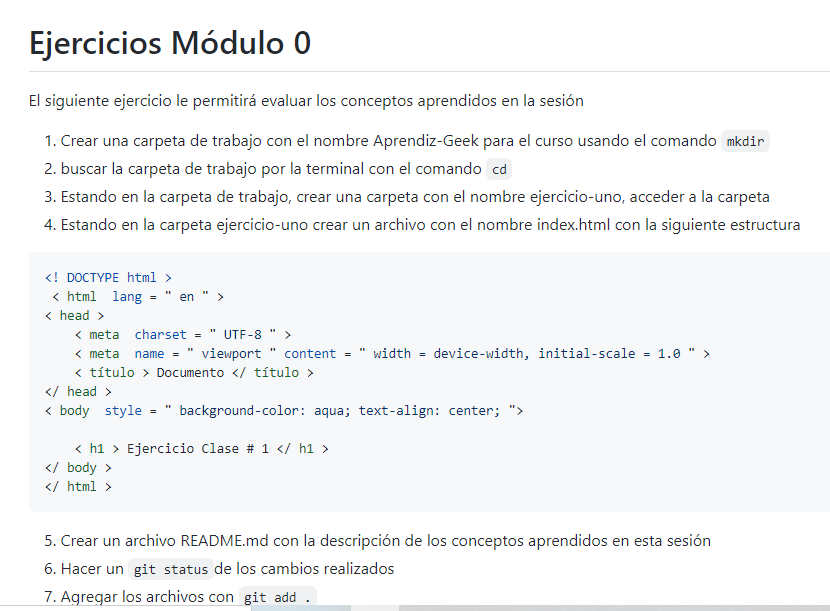 Ejercicios Módulo 0
El siguiente ejercicio le permitirá evaluar los conceptos aprendidos en la sesión
1. Crear una carpeta de trabajo con el nombre Aprendiz-Geek para el curso usando el comando mkdir
2. buscar la carpeta de trabajo por la terminal con el comando cd
3. Estando en la carpeta de trabajo, crear una carpeta con el nombre ejercicio-uno, acceder a la carpeta
4. Estando en la carpeta ejercicio-uno crear un archivo con el nombre index.html con la siguiente estructura
<! DOCTYPE html >
< html lang = " en " >
< head >
< meta charset = " UTF-8 " >
< meta name = " viewport " content = " width = device-width, initial-scale = 1.0 " >
< título > Documento </ título >
</ head >
< body style = " background-color: aqua; text-align: center; ">
< h1 > Ejercicio Clase # 1 </ h1 >
</ body >
</ html >
5. Crear un archivo README.md con la descripción de los conceptos aprendidos en esta sesión
6. Hacer un git status de los cambios realizados
7. Agregar los archivos con git add .